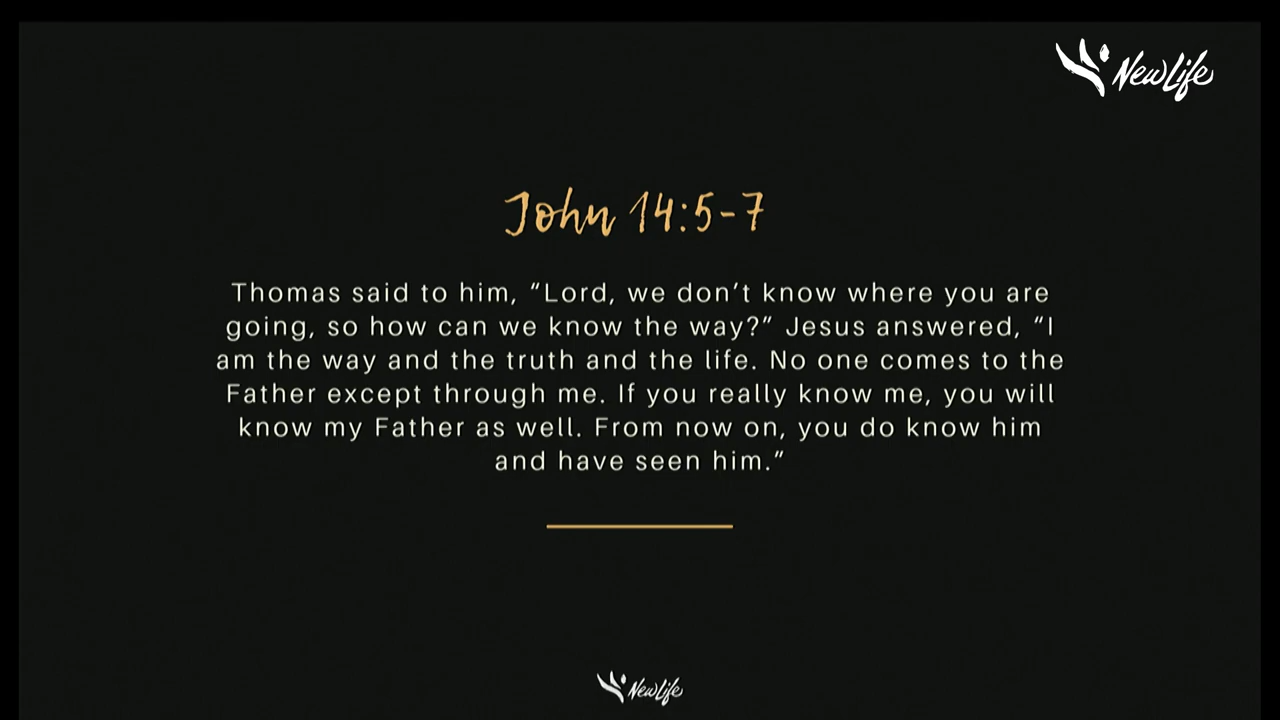 NewLife
John 14:5-7
Thomas said to him, “Lord, we don’t know where you are
going, so how can we know the way?” Jesus answered, “I
am the way and the truth and the life. No one comes to the
Father except through me. If you really know me, you will
know my Father as well. From now on, you do know him
and have seen him.”
NewLife